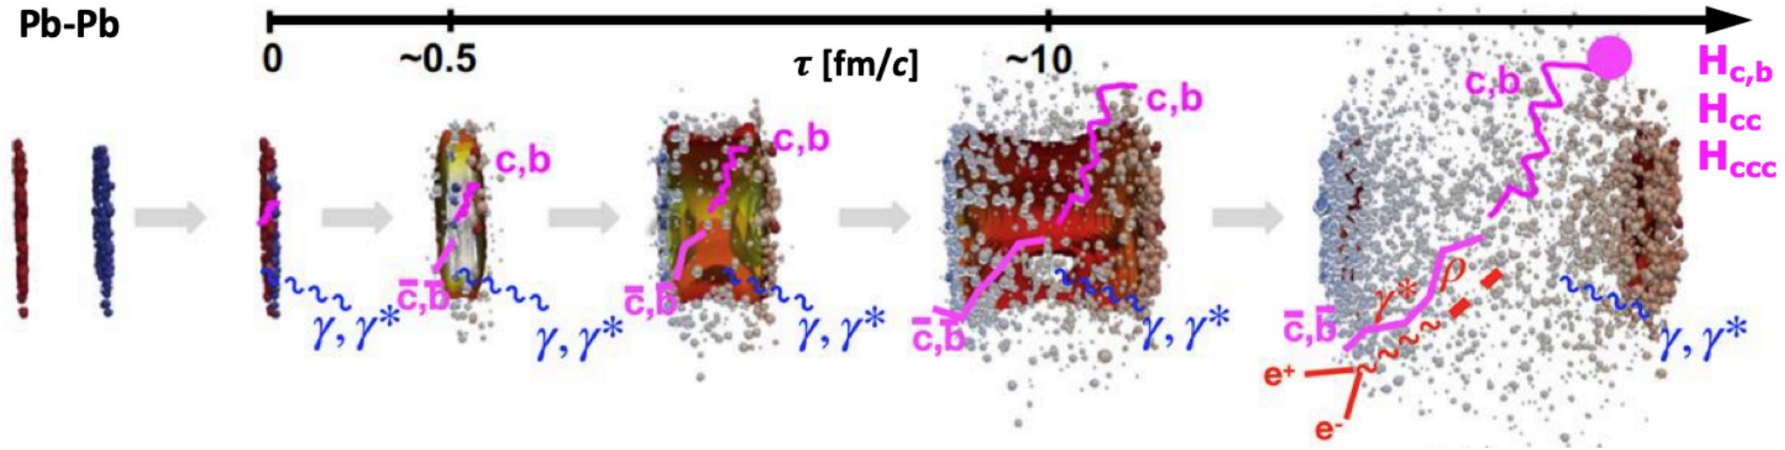 Pb-Pb
0
~0.5
τ [fm/c]
~10
H_c,b
H_cc
H_ccc
c,b
c,b
c,b
c,b
c̄,b̄
c̄,b̄
c̄,b̄
c̄,b̄
γ, γ*
γ, γ*
γ, γ*
γ, γ*
γ, γ*
γ*
ρ
e⁺
e⁻